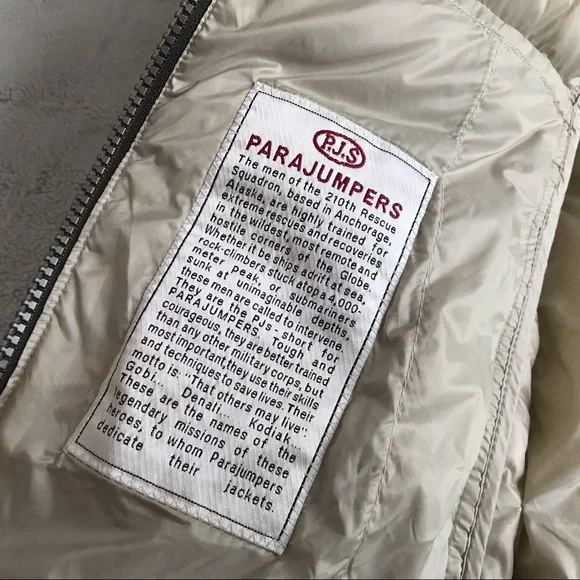 P.J.S
PARAJUMPERS
The men of the 210th Rescue
Squadron, based in Anchorage,
Alaska, are highly trained for
extreme rescues and recoveries
in the wildest, most remote and
hostile corners of the Globe.
Whether it be ships adrift at sea,
rock-climbers stuck atop a 4,000-
meter Peak, or submariners
sunk at unimaginable depths,
these men are called to intervene.
They are the PJs - short for
PARAJUMPERS. Tough and
courageous, they are better trained
than any other military corps, but
most important, they use their skills
and techniques to save lives. Their
motto is... "That others may live":
Gobi... Denali... Kodiak...
These are the names of the
legendary missions of these
heroes, to whom Parajumpers
dedicate their jackets.